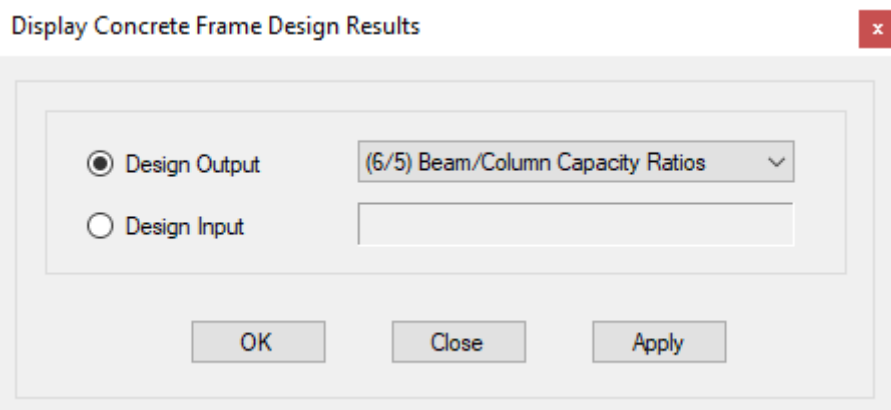 Display Concrete Frame Design Results
x
Design Output
(6/5) Beam/Column Capacity Ratios
Design Input
OK
Close
Apply